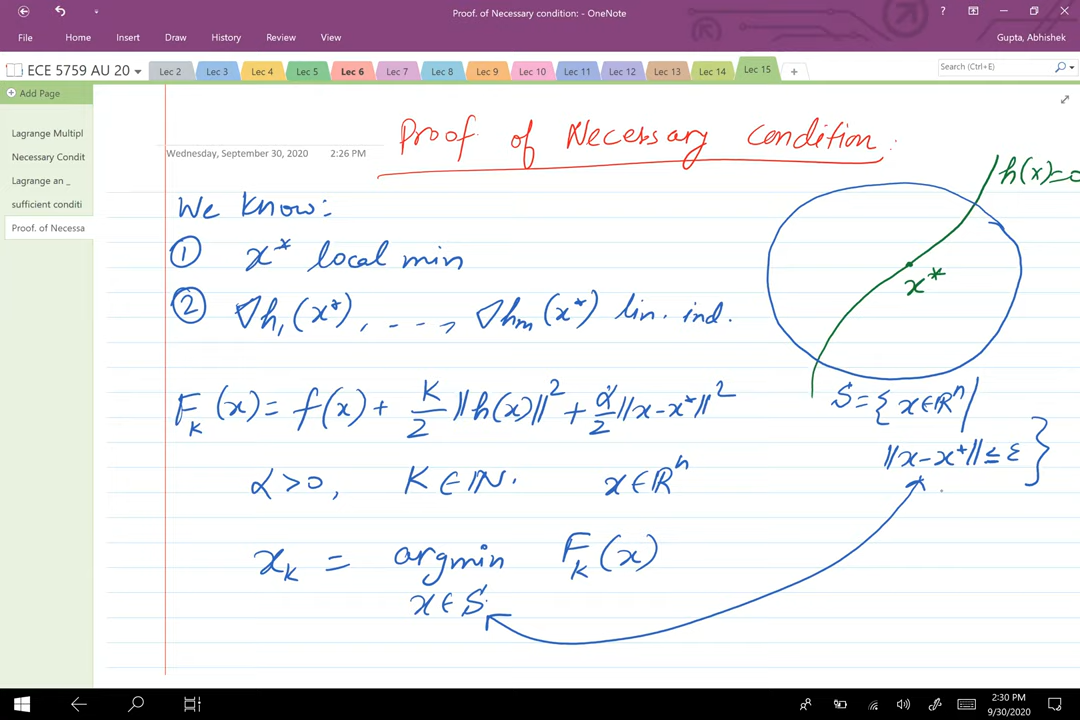 Proof. of Necessary condition: - OneNote
?
File Home Insert Draw History Review View
Gupta, Abhishek
ECE 5759 AU 20
Lec 2 Lec 3 Lec 4 Lec 5 Lec 6 Lec 7 Lec 8 Lec 9 Lec 10 Lec 11 Lec 12 Lec 13 Lec 14 Lec 15
Search (Ctrl+E)
Add Page
Lagrange Multipl
Necessary Condit
Lagrange an _
sufficient conditi
Proof. of Necessa
Proof. of Necessary Condition:
Wednesday, September 30, 2020 2:26 PM
We know:
① x* local min
② ∇h₁(x*), ----, ∇hm(x*) lin. ind.
h(x)=0
x*
F_k(x) = f(x) + K/2 ||h(x)||² + α/2 ||x-x*||²
S = { x∈ℝⁿ |
||x-x*|| ≤ ε }
α>0, K∈ℕ. x∈ℝⁿ
x_k = argmin F_k(x)
x∈S
2:30 PM
9/30/2020